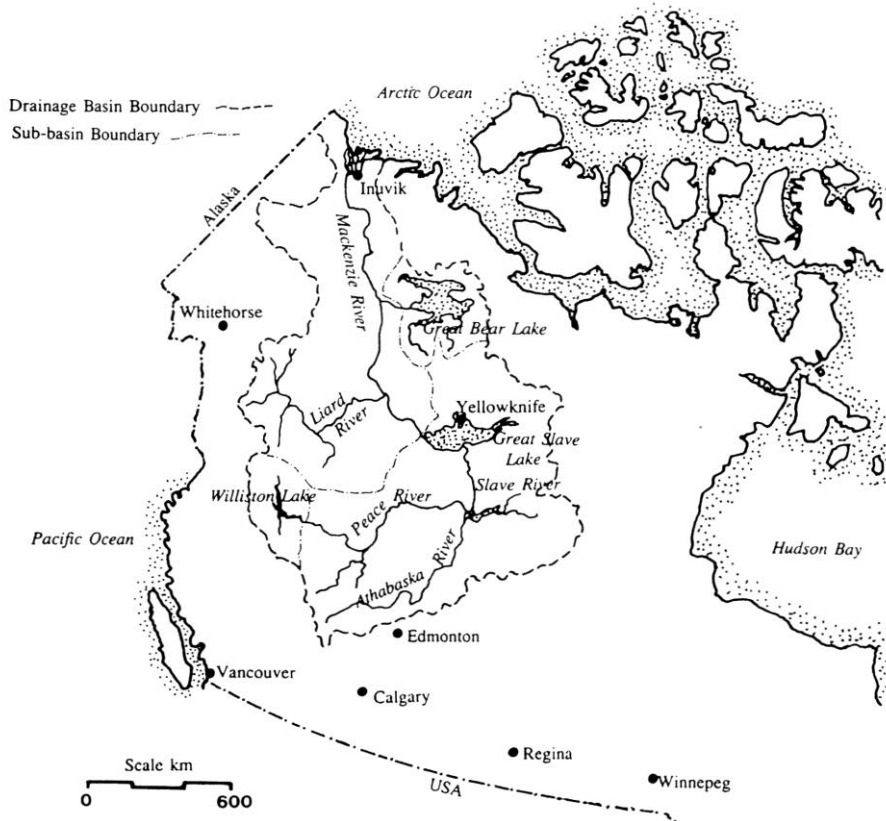 Arctic Ocean
Drainage Basin Boundary
Sub-basin Boundary
Inuvik
Alaska
Mackenzie River
Whitehorse
Great Bear Lake
Yellowknife
Liard
River
Great Slave
Lake
Williston Lake
Slave River
Peace River
Pacific Ocean
Hudson Bay
Athabaska
River
Edmonton
Vancouver
Calgary
Regina
Scale km
Winnepeg
USA
0 600